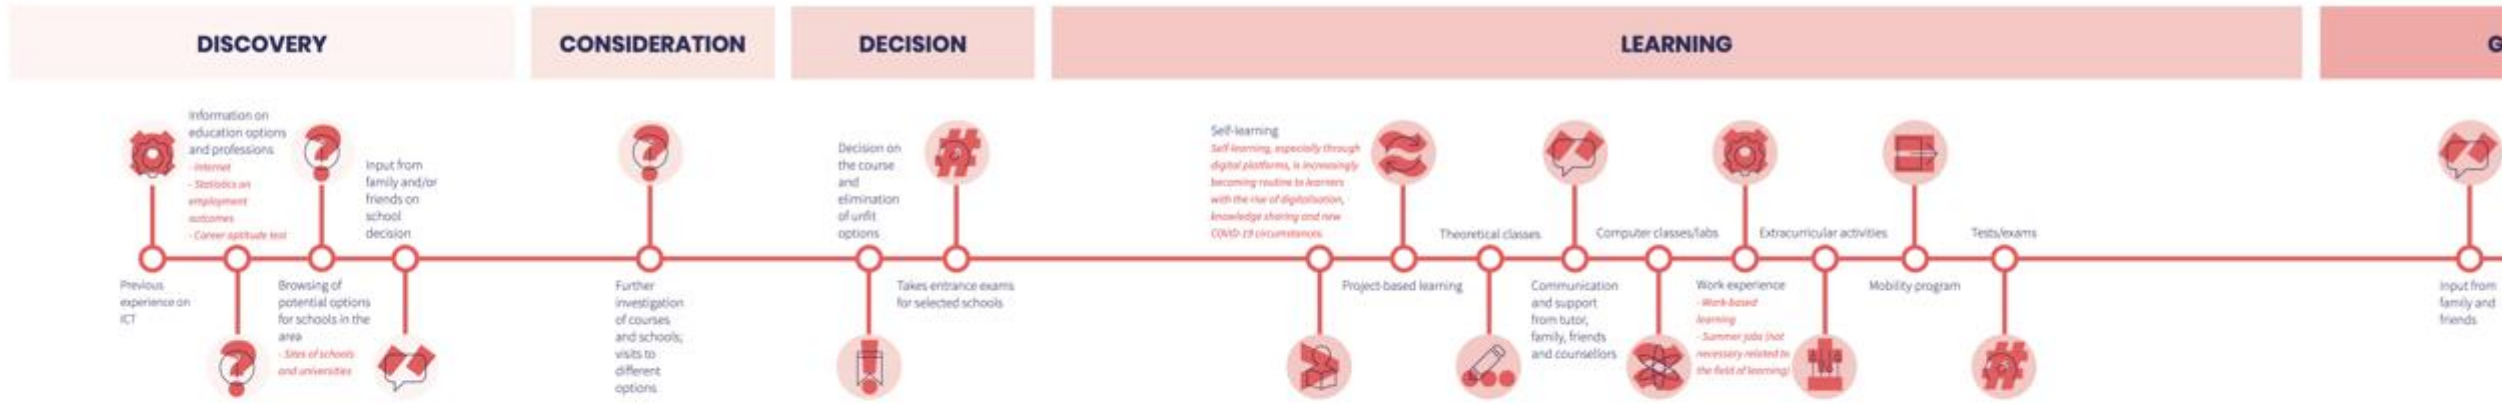 DISCOVERY
CONSIDERATION
DECISION
LEARNING
G
Information on
education options
and professions
- Internet
- Statistics on
employment
outcomes
- Career aptitude test
Input from
family and/or
friends on
school
decision
Decision on
the course
and
elimination
of unfit
options
Self-learning
Self-learning, especially through
digital platforms, is increasingly
becoming routine to learners
with the rise of digitalisation,
knowledge sharing and new
COVID-19 circumstances.
Theoretical classes
Computer classes/labs
Extracurricular activities
Tests/exams
Previous
experience on
ICT
Browsing of
potential options
for schools in the
area
- Sites of schools
and universities
Further
investigation
of courses
and schools;
visits to
different
options
Takes entrance exams
for selected schools
Project-based learning
Communication
and support
from tutor,
family, friends
and counsellors
Work experience
- Work-based
learning
- Summer jobs (not
necessary related to
the field of learning)
Mobility program
Input from
family and
friends